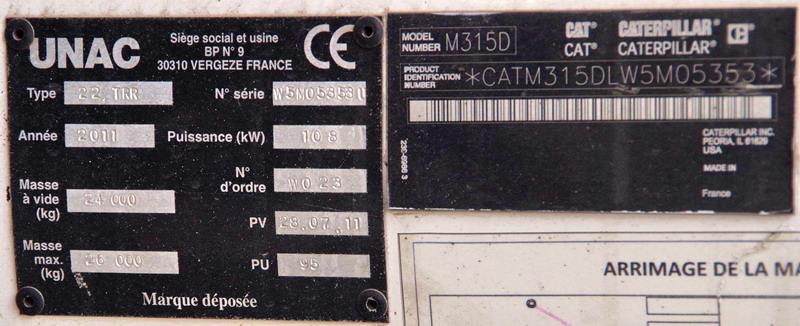 UNAC
Siège social et usine
BP N° 9
30310 VERGEZE FRANCE
CE
Type 22.TRR
N° série W5M05353U
Année 2011
Puissance (kW) 108
Masse à vide (kg) 24 000
N° d'ordre W023
PV 28.07.11
Masse max. (kg) 26 000
PU 95
Marque déposée
MODEL NUMBER M315D
CAT® CATERPILLAR®
CAT® CATERPILLAR®
PRODUCT IDENTIFICATION NUMBER *CATM315DLW5M05353*
CATERPILLAR INC.
PEORIA, IL 61629
USA
MADE IN
France
ARRIMAGE DE LA MA